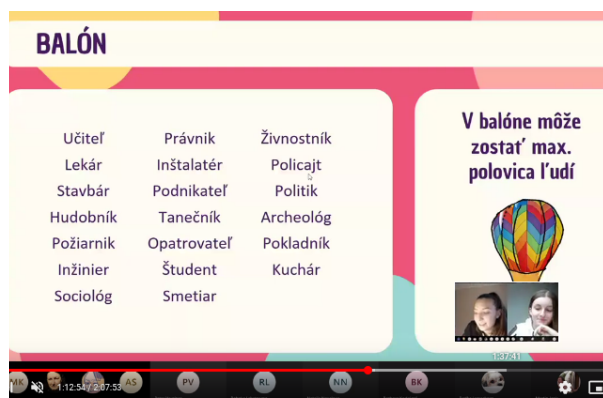 BALÓN
Učiteľ
Lekár
Stavbár
Hudobník
Požiarnik
Inžinier
Sociológ
Právnik
Inštalatér
Podnikateľ
Tanečník
Opatrovateľ
Študent
Smetiar
Živnostník
Policajt
Politik
Archeológ
Pokladník
Kuchár
V balóne môže
zostať max.
polovica ľudí
1:37:41
MK
1:12:54 / 2:07:53
AS
PV
RL
NN
BK